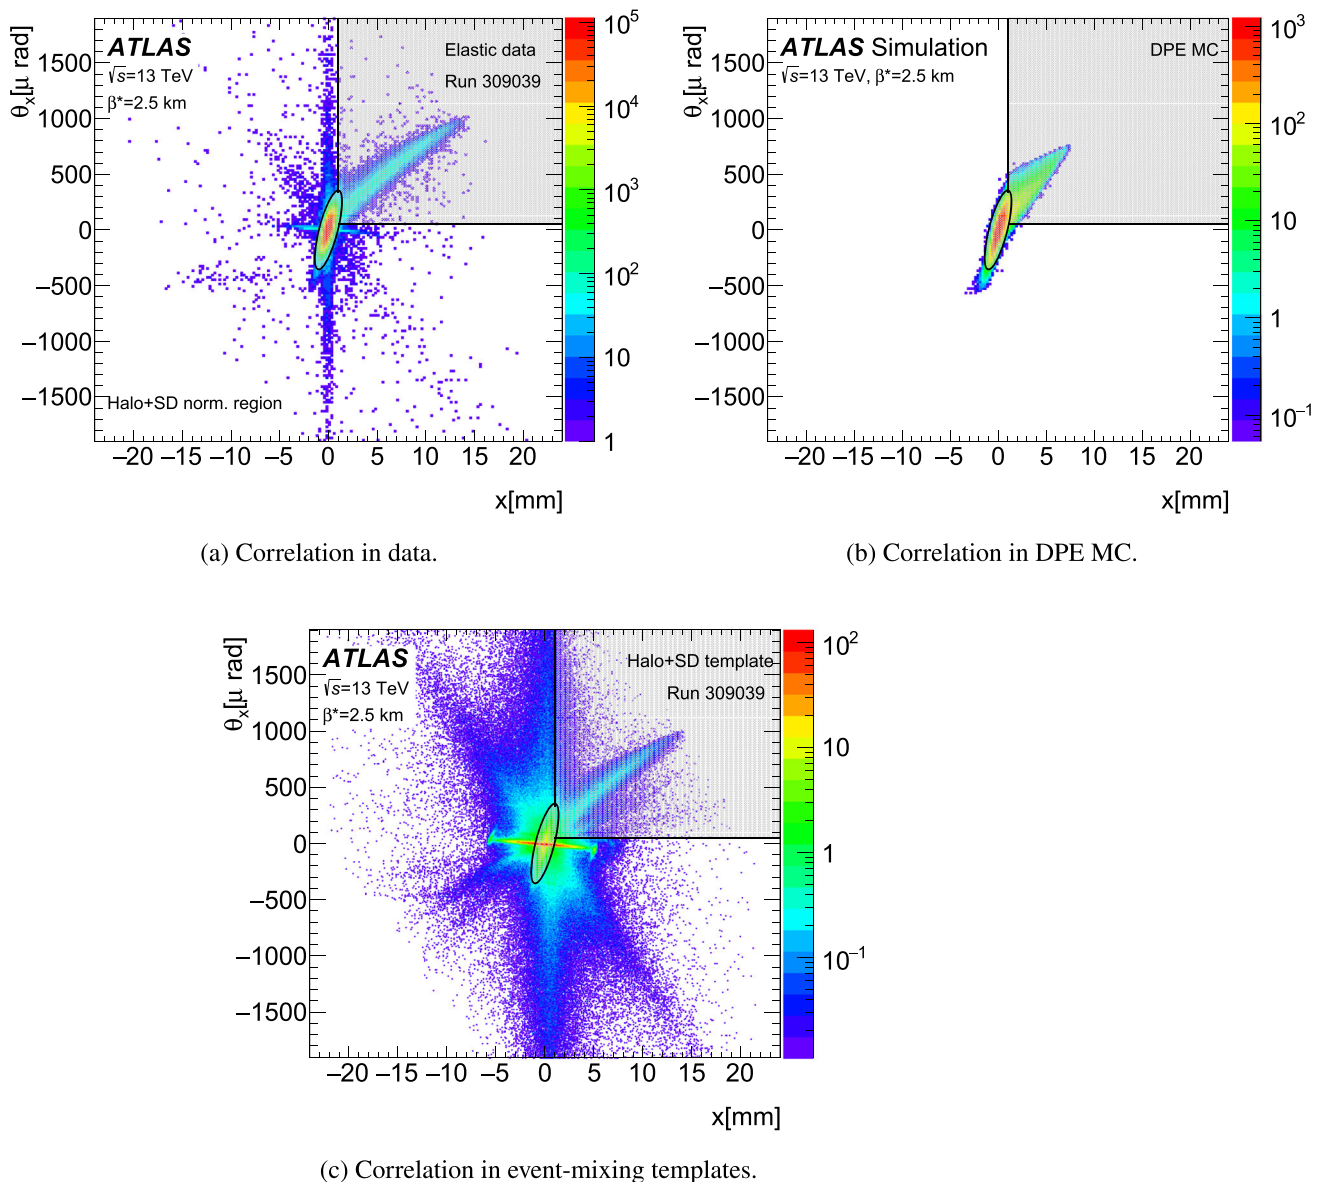 ATLAS
√s=13 TeV
β*=2.5 km
Elastic data
Run 309039
Halo+SD norm. region
θx[μ rad]
1500
1000
500
0
−500
−1000
−1500
−20 −15 −10 −5 0 5 10 15 20
x[mm]
10^5
10^4
10^3
10^2
10
1
(a) Correlation in data.
ATLAS Simulation
√s=13 TeV, β*=2.5 km
DPE MC
θx[μ rad]
1500
1000
500
0
−500
−1000
−1500
−20 −15 −10 −5 0 5 10 15 20
x[mm]
10^3
10^2
10
1
10^−1
(b) Correlation in DPE MC.
ATLAS
√s=13 TeV
β*=2.5 km
Halo+SD template
Run 309039
θx[μ rad]
1500
1000
500
0
−500
−1000
−1500
−20 −15 −10 −5 0 5 10 15 20
x[mm]
10^2
10
1
10^−1
(c) Correlation in event-mixing templates.